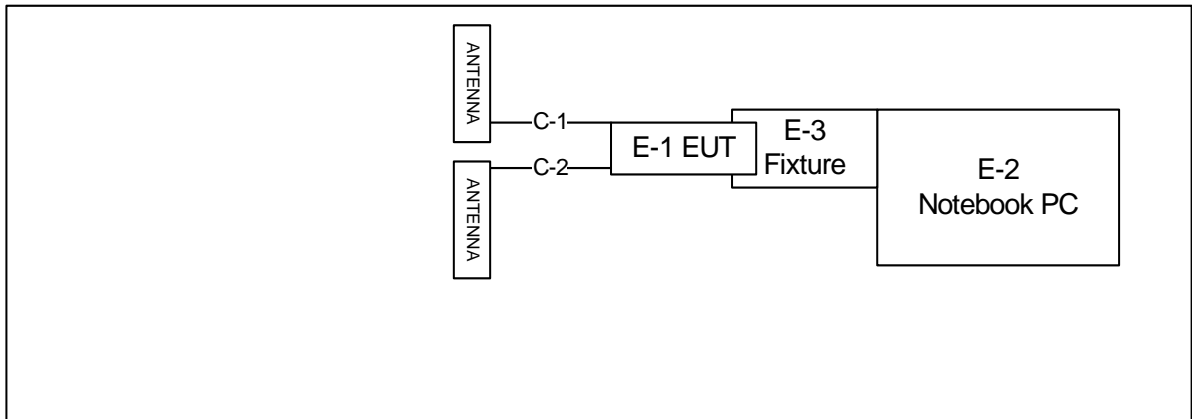 ANTENNA
C-1
E-1 EUT
E-3
Fixture
C-2
E-2
Notebook PC
ANTENNA